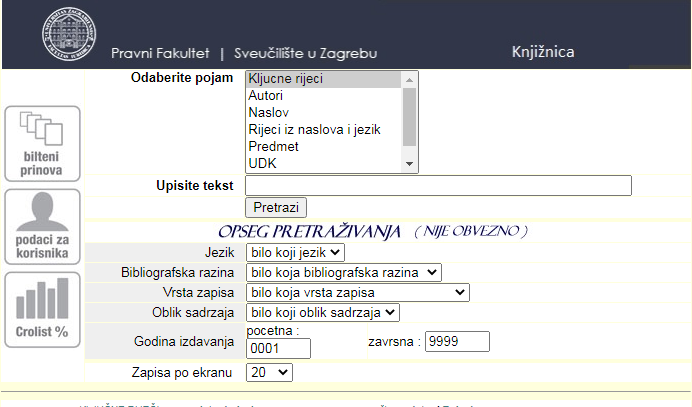 Pravni Fakultet | Sveučilište u Zagrebu
Knjižnica
Odaberite pojam
Kljucne rijeci
Autori
Naslov
Rijeci iz naslova i jezik
Predmet
UDK
bilteni
prinova
Upisite tekst
Pretrazi
podaci za
korisnika
OPSEG PRETRAŽIVANJA ( NIJE OBVEZNO )
Jezik bilo koji jezik
Bibliografska razina bilo koja bibliografska razina
Vrsta zapisa bilo koja vrsta zapisa
Oblik sadrzaja bilo koji oblik sadrzaja
Crolist %
Godina izdavanja pocetna : 0001 zavrsna : 9999
Zapisa po ekranu 20